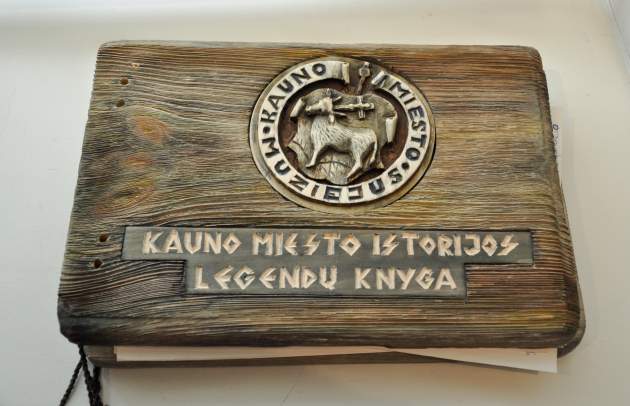 KAUNO MIESTO MUZIEJUS
KAUNO MIESTO ISTORIJOS
LEGENDŲ KNYGA